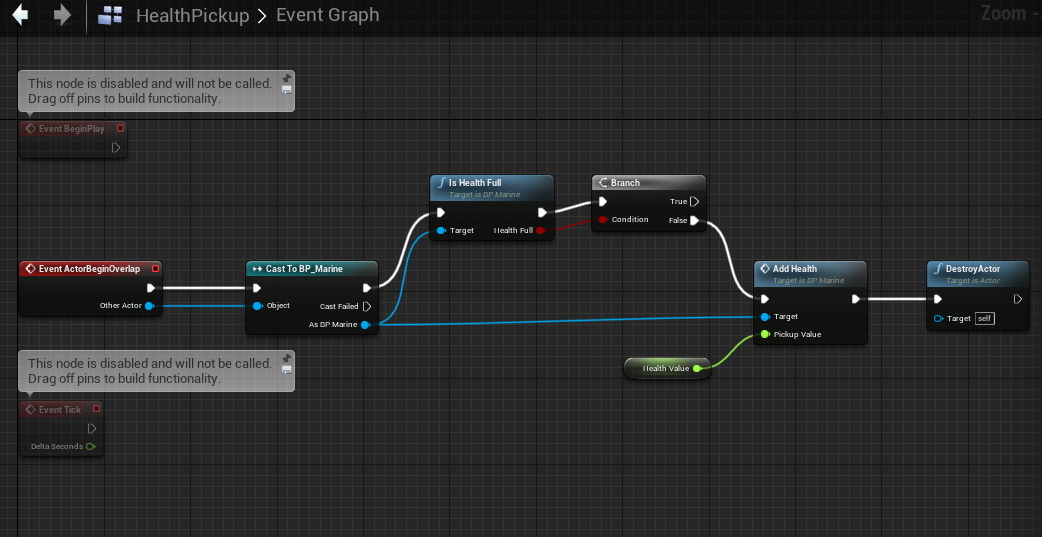 HealthPickup > Event Graph
Zoom -
This node is disabled and will not be called.
Drag off pins to build functionality.
Event BeginPlay
Is Health Full
Target is BP Marine
Target
Health Full
Branch
True
Condition
False
Event ActorBeginOverlap
Other Actor
Cast To BP_Marine
Object
Cast Failed
As BP Marine
Add Health
Target is BP Marine
Target
Pickup Value
DestroyActor
Target is Actor
Target self
Health Value
This node is disabled and will not be called.
Drag off pins to build functionality.
Event Tick
Delta Seconds